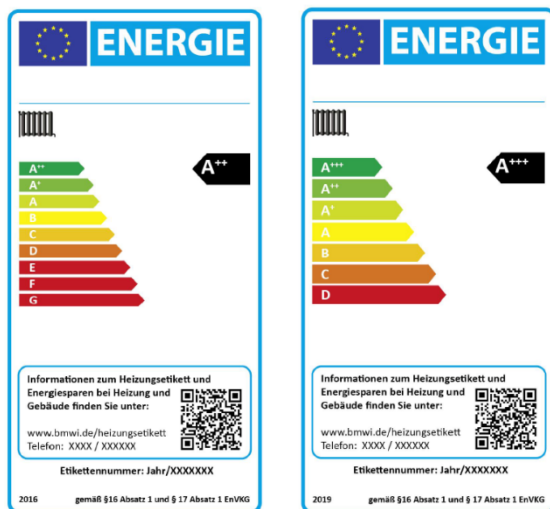 ENERGIE
A++
A++
A+
A
B
C
D
E
F
G
Informationen zum Heizungsetikett und
Energiesparen bei Heizung und
Gebäude finden Sie unter:
www.bmwi.de/heizungsetikett
Telefon: XXXX / XXXXXX
Etikettennummer: Jahr/XXXXXXX
2016 gemäß §16 Absatz 1 und § 17 Absatz 1 EnVKG
ENERGIE
A+++
A+++
A++
A+
A
B
C
D
Informationen zum Heizungsetikett und
Energiesparen bei Heizung und
Gebäude finden Sie unter:
www.bmwi.de/heizungsetikett
Telefon: XXXX / XXXXXX
Etikettennummer: Jahr/XXXXXXX
2019 gemäß §16 Absatz 1 und § 17 Absatz 1 EnVKG